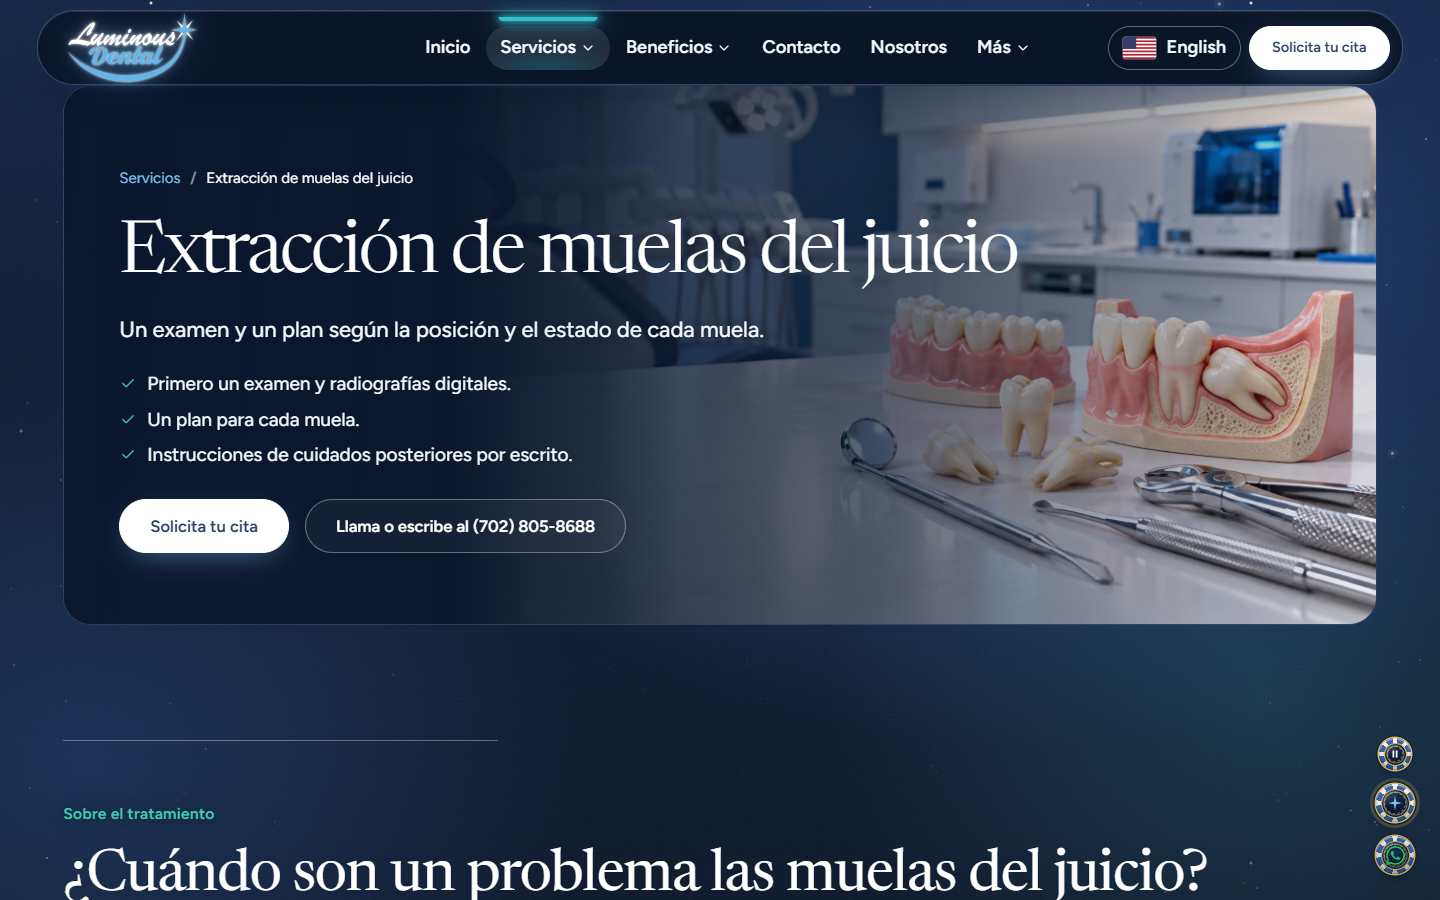 Luminous
Dental
Inicio
Servicios
Beneficios
Contacto
Nosotros
Más
English
Solicita tu cita
Servicios / Extracción de muelas del juicio
Extracción de muelas del juicio
Un examen y un plan según la posición y el estado de cada muela.
Primero un examen y radiografías digitales.
Un plan para cada muela.
Instrucciones de cuidados posteriores por escrito.
Solicita tu cita
Llama o escribe al (702) 805-8688
Sobre el tratamiento
¿Cuándo son un problema las muelas del juicio?